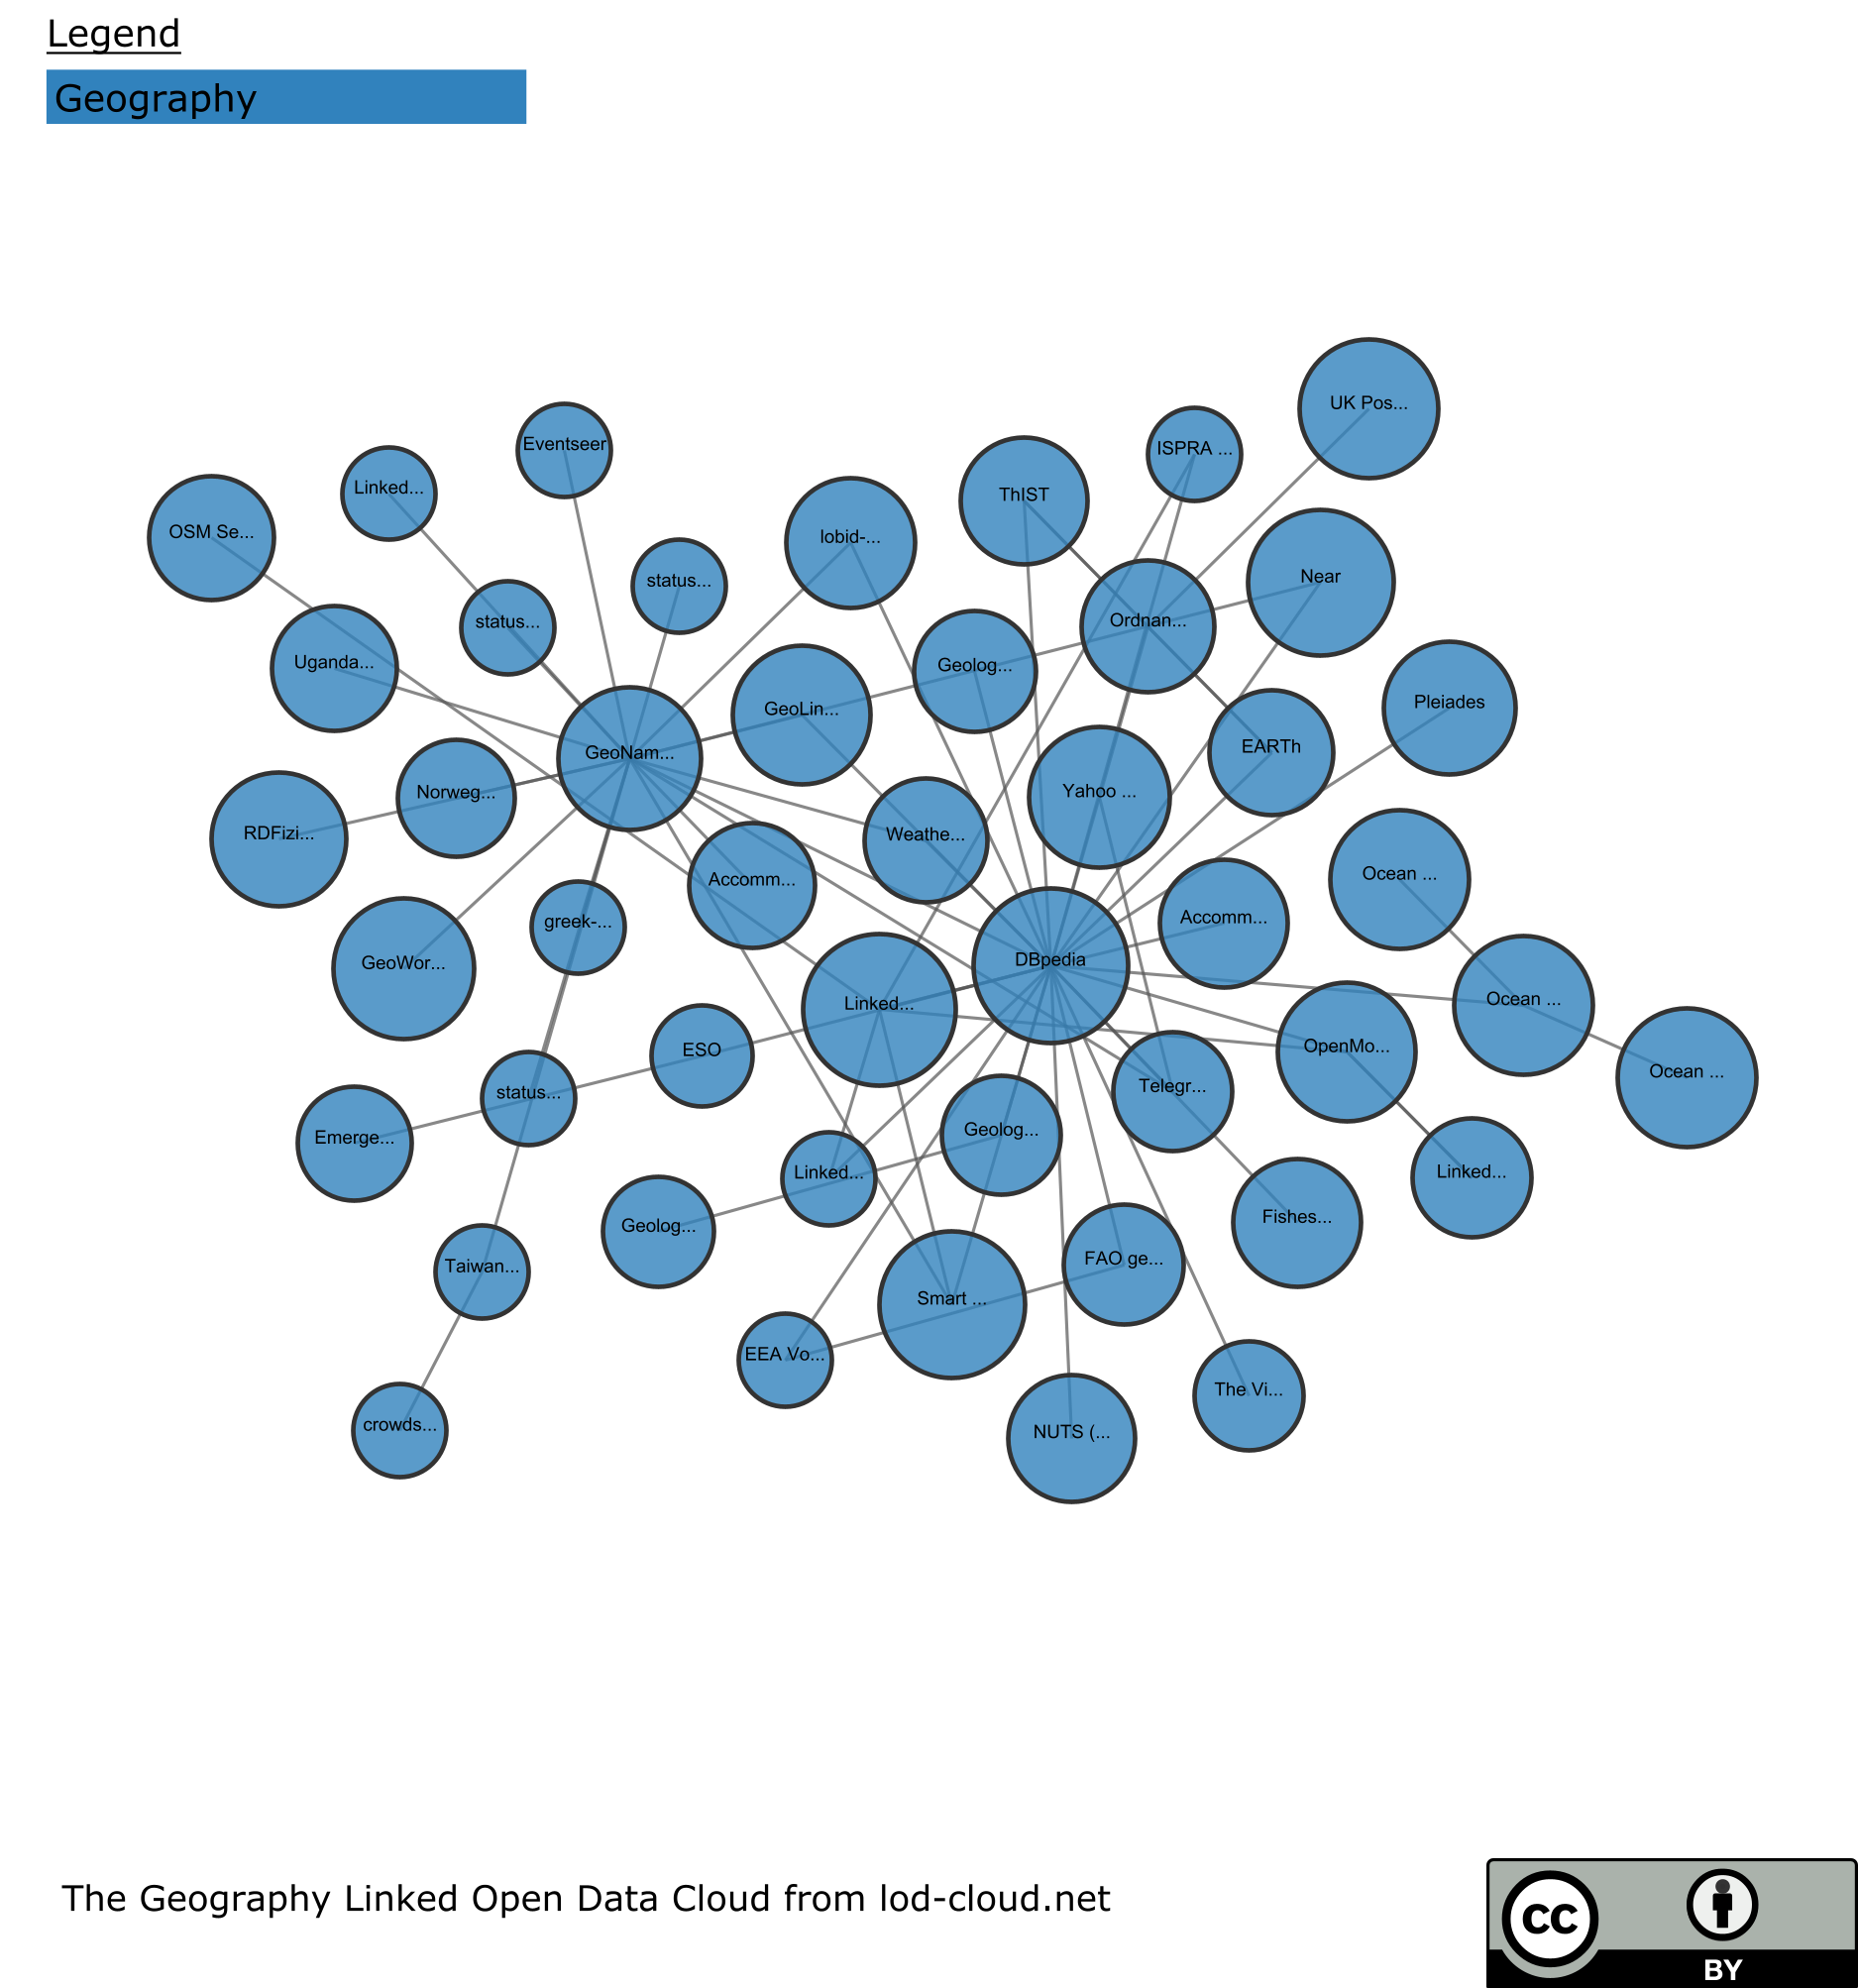 Legend
Geography
UK Pos...
Eventseer
ISPRA ...
Linked...
ThIST
OSM Se...
lobid-...
status...
Near
status...
Ordnan...
Uganda...
Geolog...
Pleiades
GeoLin...
GeoNam...
EARTh
Norweg...
Yahoo ...
RDFizi...
Weathe...
Ocean ...
Accomm...
Accomm...
greek-...
GeoWor...
DBpedia
Linked...
Ocean ...
ESO
OpenMo...
Ocean ...
Telegr...
status...
Geolog...
Emerge...
Linked...
Linked...
Fishes...
Geolog...
FAO ge...
Taiwan...
Smart ...
EEA Vo...
The Vi...
crowds...
NUTS (...
The Geography Linked Open Data Cloud from lod-cloud.net
cc
BY